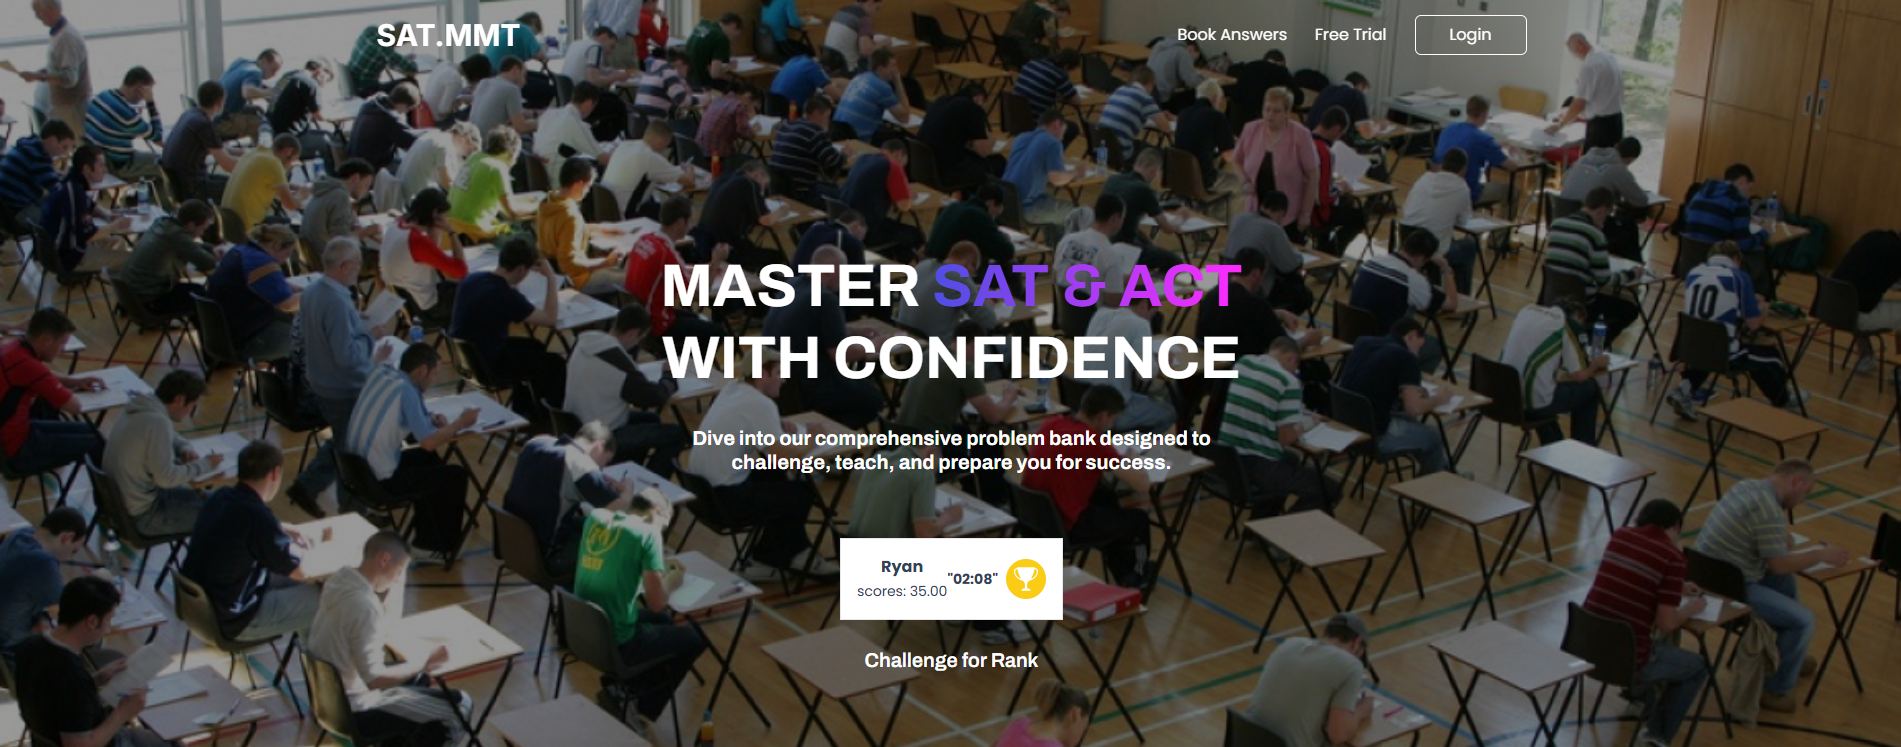 SAT.MMT
Book Answers
Free Trial
Login
MASTER SAT & ACT
WITH CONFIDENCE
Dive into our comprehensive problem bank designed to
challenge, teach, and prepare you for success.
Ryan
scores: 35.00
"02:08"
Challenge for Rank
10